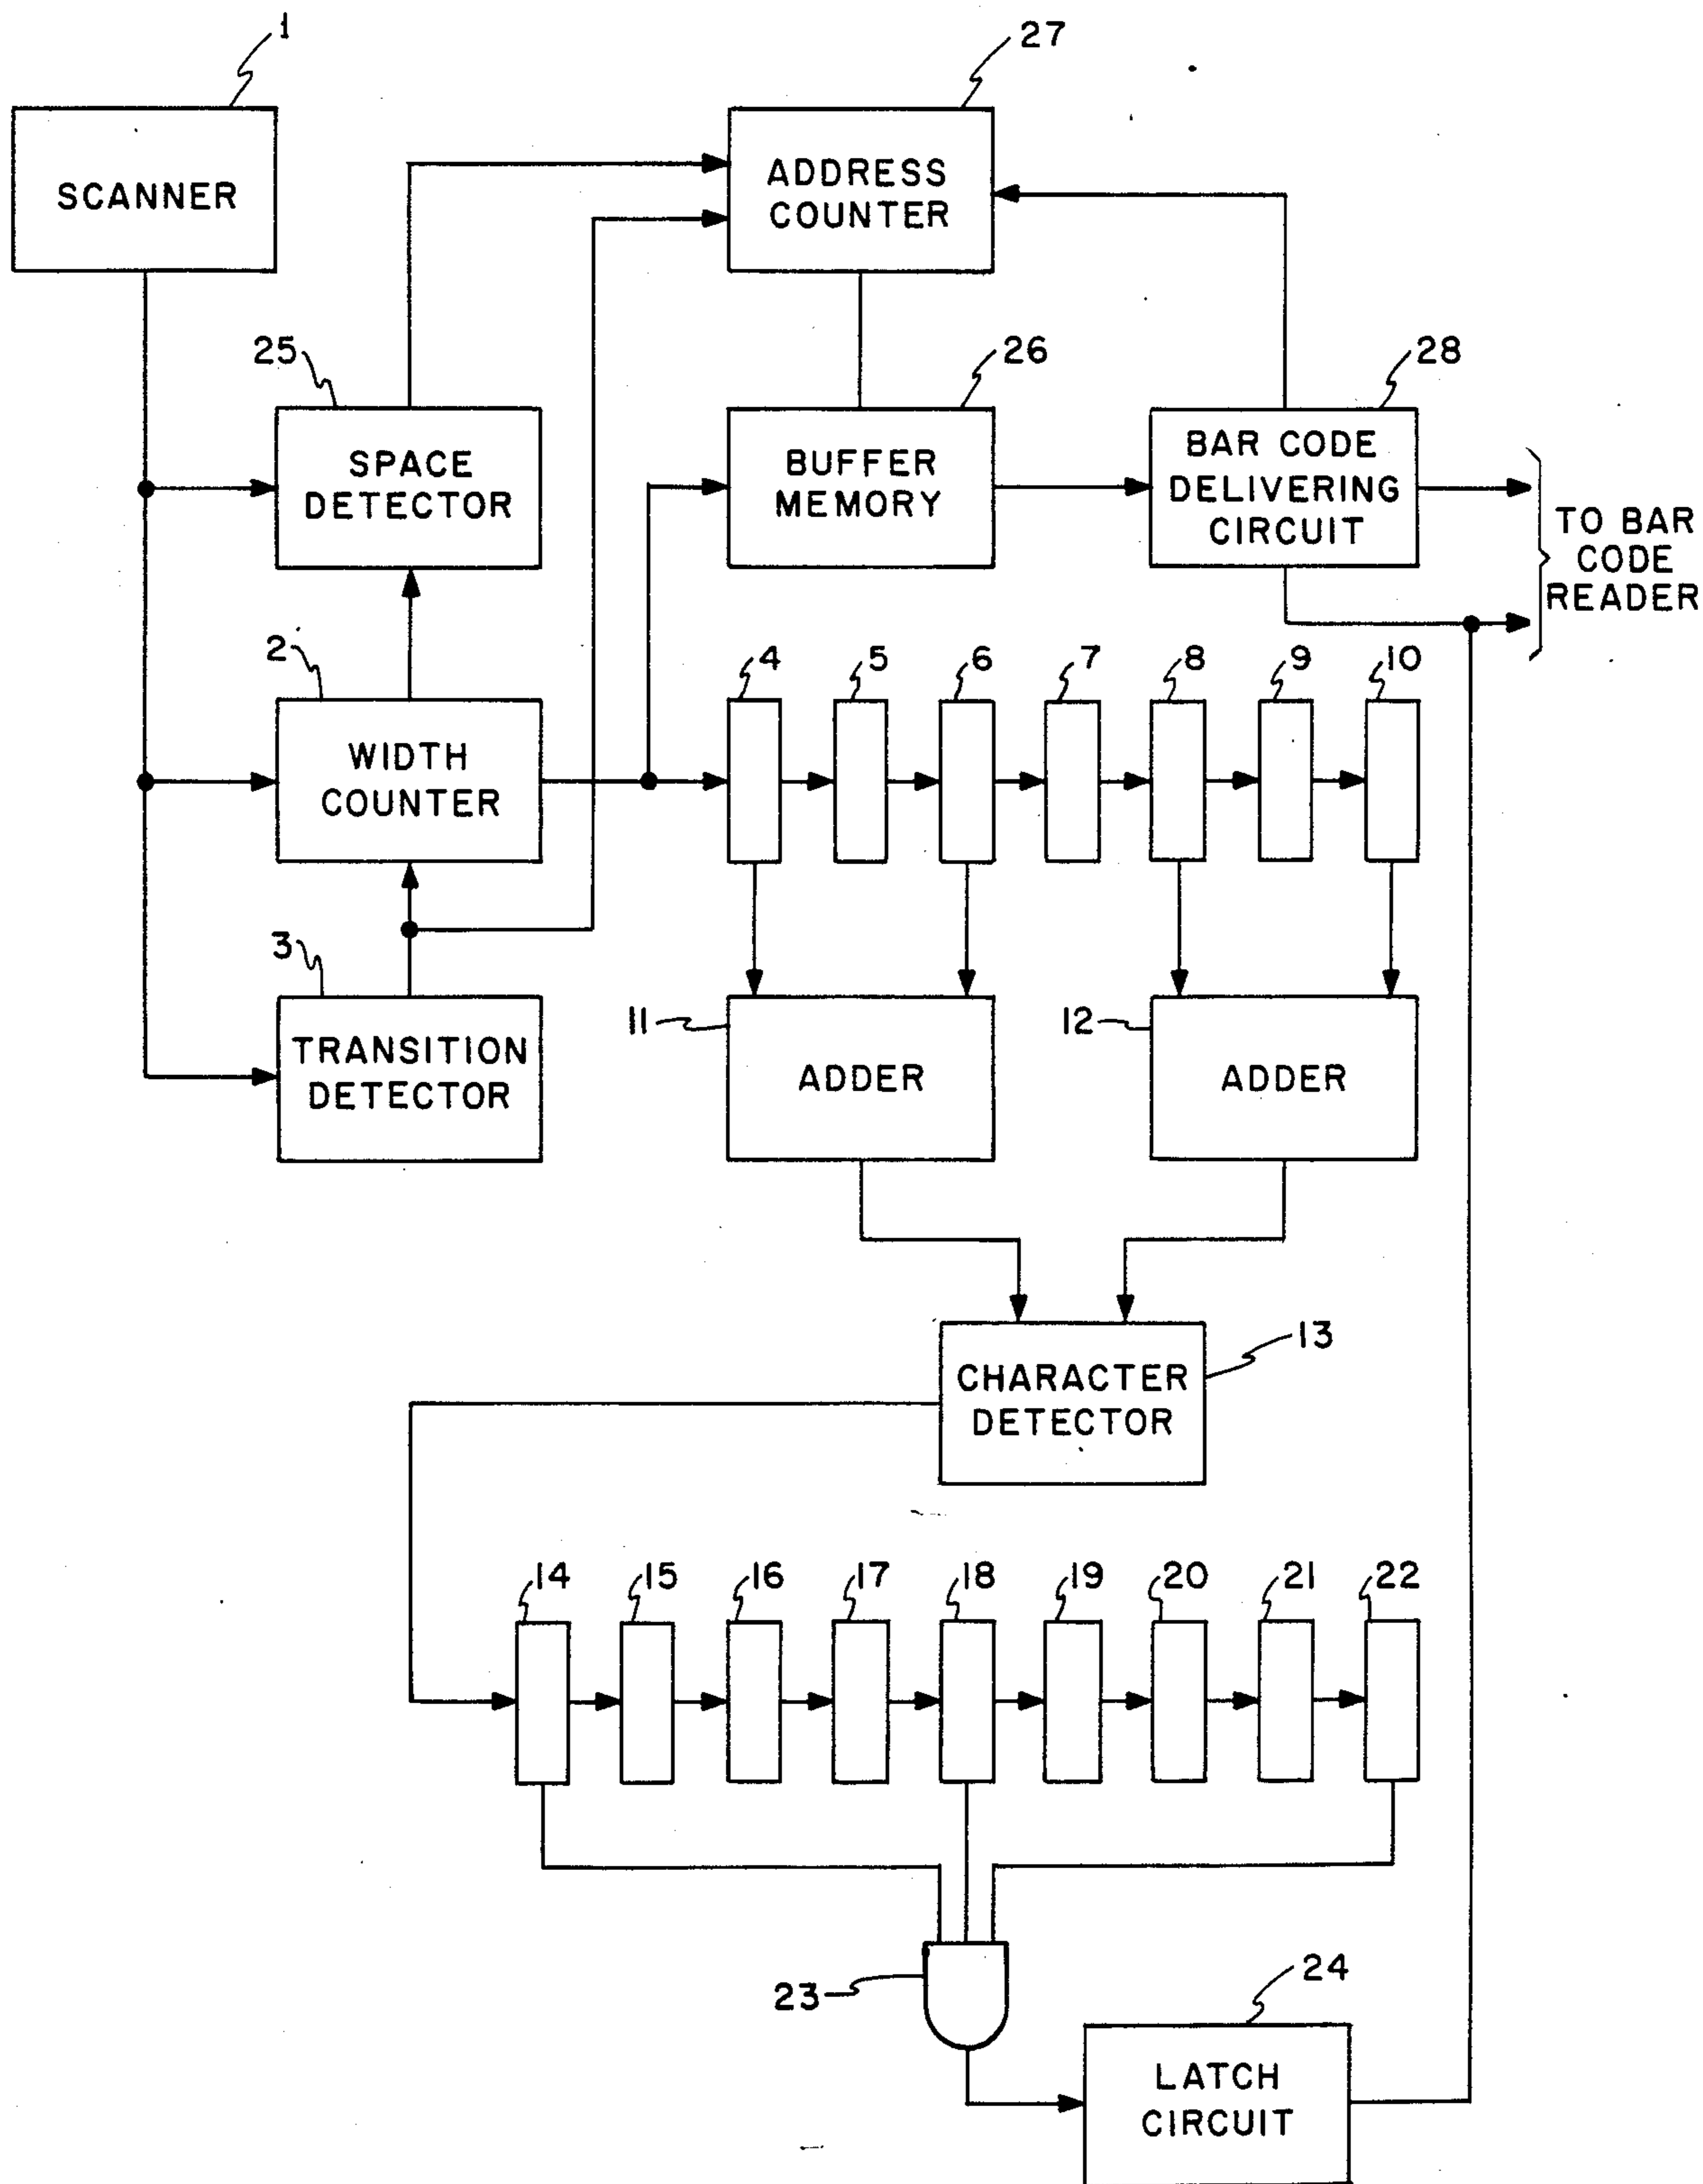 1
27
SCANNER
ADDRESS
COUNTER
25
26
28
SPACE
DETECTOR
BUFFER
MEMORY
BAR CODE
DELIVERING
CIRCUIT
TO BAR
CODE
READER
2
4
5
6
7
8
9
10
WIDTH
COUNTER
3
11
12
TRANSITION
DETECTOR
ADDER
ADDER
13
CHARACTER
DETECTOR
14
15
16
17
18
19
20
21
22
23
24
LATCH
CIRCUIT